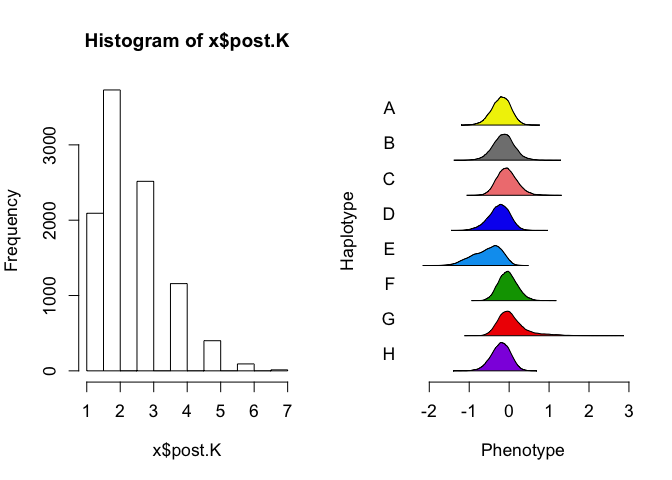 Histogram of x$post.K
Frequency
0
1000
2000
3000
1 2 3 4 5 6 7
x$post.K
Haplotype
A
B
C
D
E
F
G
H
-2 -1 0 1 2 3
Phenotype